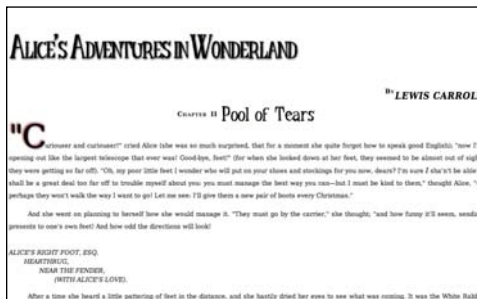 ALICE'S ADVENTURES IN WONDERLAND
BY LEWIS CARROL
CHAPTER II Pool of Tears
"Curiouser and curiouser!" cried Alice (she was so much surprised, that for a moment she quite forgot how to speak good English); "now I'
opening out like the largest telescope that ever was! Good-bye, feet!" (for when she looked down at her feet, they seemed to be almost out of sigh
they were getting so far off). "Oh, my poor little feet I wonder who will put on your shoes and stockings for you now, dears? I'm sure I shan't be able
shall be a great deal too far off to trouble myself about you: you must manage the best way you can—but I must be kind to them," thought Alice, "
perhaps they won't walk the way I want to go! Let me see: I'll give them a new pair of boots every Christmas."
And she went on planning to herself how she would manage it. "They must go by the carrier," she thought; "and how funny it'll seem, sendin
presents to one's own feet! And how odd the directions will look!
ALICE'S RIGHT FOOT, ESQ.
HEARTHRUG,
NEAR THE FENDER,
(WITH ALICE'S LOVE).
After a time she heard a little pattering of feet in the distance, and she hastily dried her eyes to see what was coming. It was the White Rabb